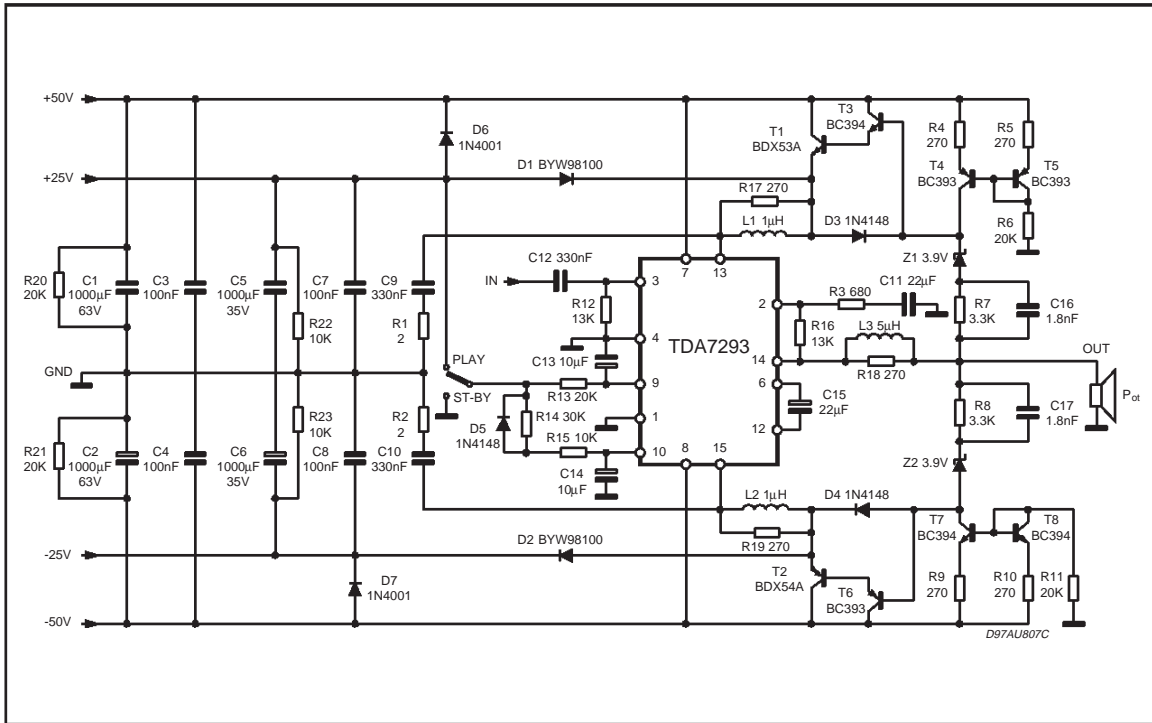 +50V
+25V
GND
-25V
-50V
R20
20K
C1
1000µF
63V
C3
100nF
C5
1000µF
35V
R22
10K
C7
100nF
C9
330nF
R1
2
R21
20K
C2
1000µF
63V
C4
100nF
C6
1000µF
35V
R23
10K
C8
100nF
R2
2
C10
330nF
D6
1N4001
D1 BYW98100
D2 BYW98100
D7
1N4001
PLAY
ST-BY
IN
C12 330nF
R12
13K
C13 10µF
R13 20K
R14 30K
D5
1N4148
R15 10K
C14
10µF
TDA7293
3
4
9
1
10
7
13
8
15
2
14
6
12
R17 270
L1 1µH
D3 1N4148
T1
BDX53A
T3
BC394
R4
270
R5
270
T4
BC393
T5
BC393
R6
20K
Z1 3.9V
R3 680
C11 22µF
R16
13K
L3 5µH
R18 270
C15
22µF
R7
3.3K
C16
1.8nF
OUT
Pot
R8
3.3K
C17
1.8nF
Z2 3.9V
L2 1µH
D4 1N4148
R19 270
T2
BDX54A
T6
BC393
T7
BC394
T8
BC394
R9
270
R10
270
R11
20K
D97AU807C